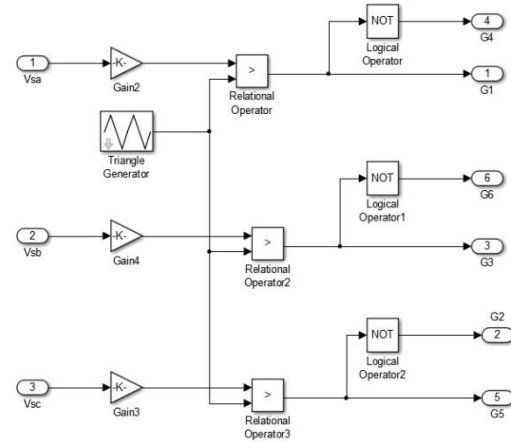 NOT
4
G4
Logical
Operator
1
Vsa
-K-
Gain2
>
Relational
Operator
1
G1
Triangle
Generator
NOT
6
G6
Logical
Operator1
2
Vsb
-K-
Gain4
>
Relational
Operator2
3
G3
NOT
G2
2
Logical
Operator2
3
Vsc
-K-
Gain3
>
Relational
Operator3
5
G5